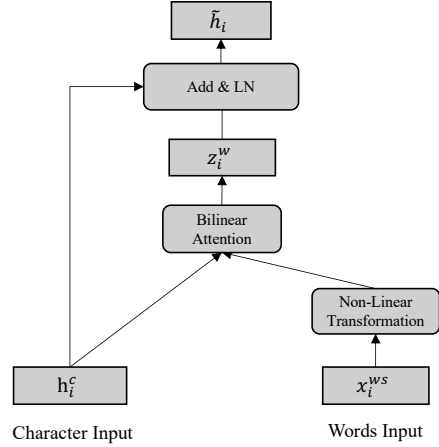 h̃ᵢ
Add & LN
zᵢʷ
Bilinear
Attention
Non-Linear
Transformation
hᵢᶜ
xᵢʷˢ
Character Input
Words Input